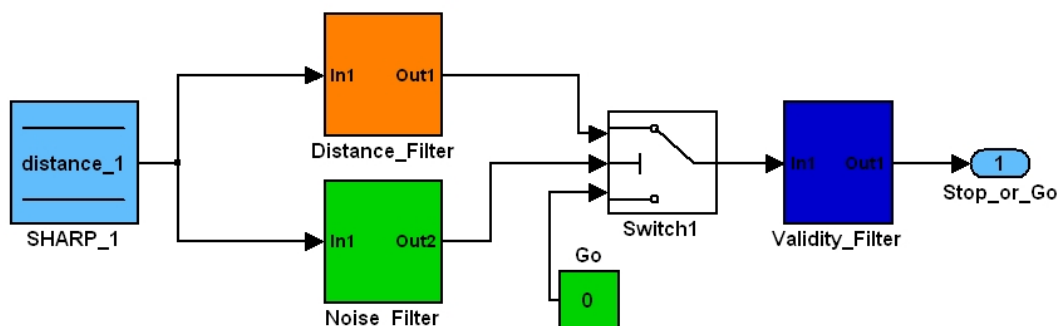 distance_1
SHARP_1
In1
Out1
Distance_Filter
In1
Out2
Noise_Filter
Go
0
Switch1
In1
Out1
Validity_Filter
1
Stop_or_Go